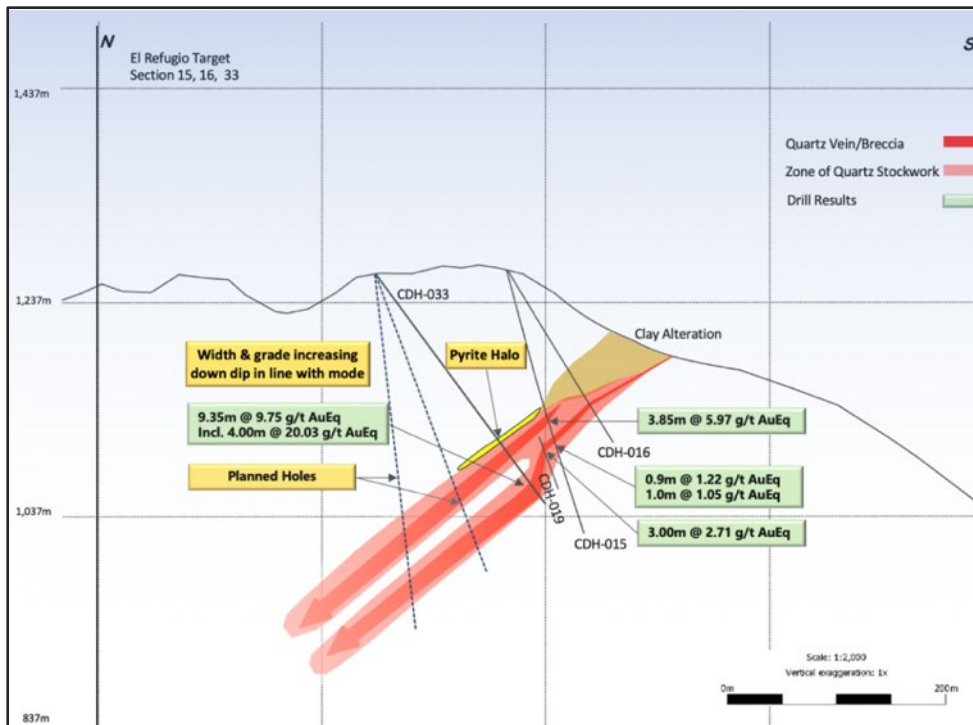 N
S
El Refugio Target
Section 15, 16, 33
1,437m
Quartz Vein/Breccia
Zone of Quartz Stockwork
Drill Results
CDH-033
1,237m
Clay Alteration
Width & grade increasing
down dip in line with mode
Pyrite Halo
9.35m @ 9.75 g/t AuEq
Incl. 4.00m @ 20.03 g/t AuEq
3.85m @ 5.97 g/t AuEq
CDH-016
Planned Holes
0.9m @ 1.22 g/t AuEq
1.0m @ 1.05 g/t AuEq
CDH-019
1,037m
3.00m @ 2.71 g/t AuEq
CDH-015
Scale: 1:2,000
Vertical exaggeration: 1x
0m
200m
837m